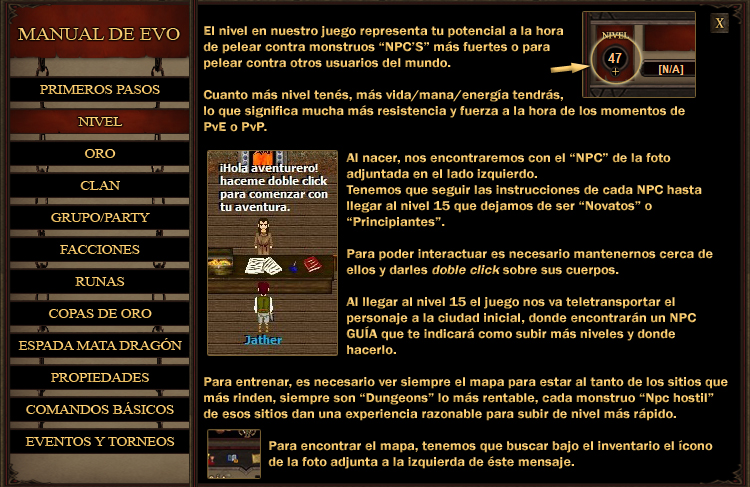 MANUAL DE EVO
PRIMEROS PASOS
NIVEL
ORO
CLAN
GRUPO/PARTY
FACCIONES
RUNAS
COPAS DE ORO
ESPADA MATA DRAGÓN
PROPIEDADES
COMANDOS BÁSICOS
EVENTOS Y TORNEOS
X
El nivel en nuestro juego representa tu potencial a la hora
de pelear contra monstruos “NPC’S” más fuertes o para
pelear contra otros usuarios del mundo.
NIVEL
47
+
[N/A]
Cuanto más nivel tenés, más vida/mana/energía tendrás,
lo que significa mucha más resistencia y fuerza a la hora de los momentos de
PvE o PvP.
¡Hola aventurero!
haceme doble click
para comenzar con
tu aventura.
Jather
Al nacer, nos encontraremos con el “NPC” de la foto
adjuntada en el lado izquierdo.
Tenemos que seguir las instrucciones de cada NPC hasta
llegar al nivel 15 que dejamos de ser “Novatos” o
“Principiantes”.
Para poder interactuar es necesario mantenernos cerca de
ellos y darles doble click sobre sus cuerpos.
Al llegar al nivel 15 el juego nos va teletransportar el
personaje a la ciudad inicial, donde encontrarán un NPC
GUÍA que te indicará como subir más niveles y donde
hacerlo.
Para entrenar, es necesario ver siempre el mapa para estar al tanto de los sitios que
más rinden, siempre son “Dungeons” lo más rentable, cada monstruo “Npc hostil”
de esos sitios dan una experiencia razonable para subir de nivel más rápido.
Para encontrar el mapa, tenemos que buscar bajo el inventario el ícono
de la foto adjunta a la izquierda de éste mensaje.